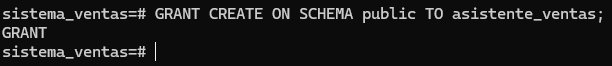 sistema_ventas=# GRANT CREATE ON SCHEMA public TO asistente_ventas;
GRANT
sistema_ventas=#